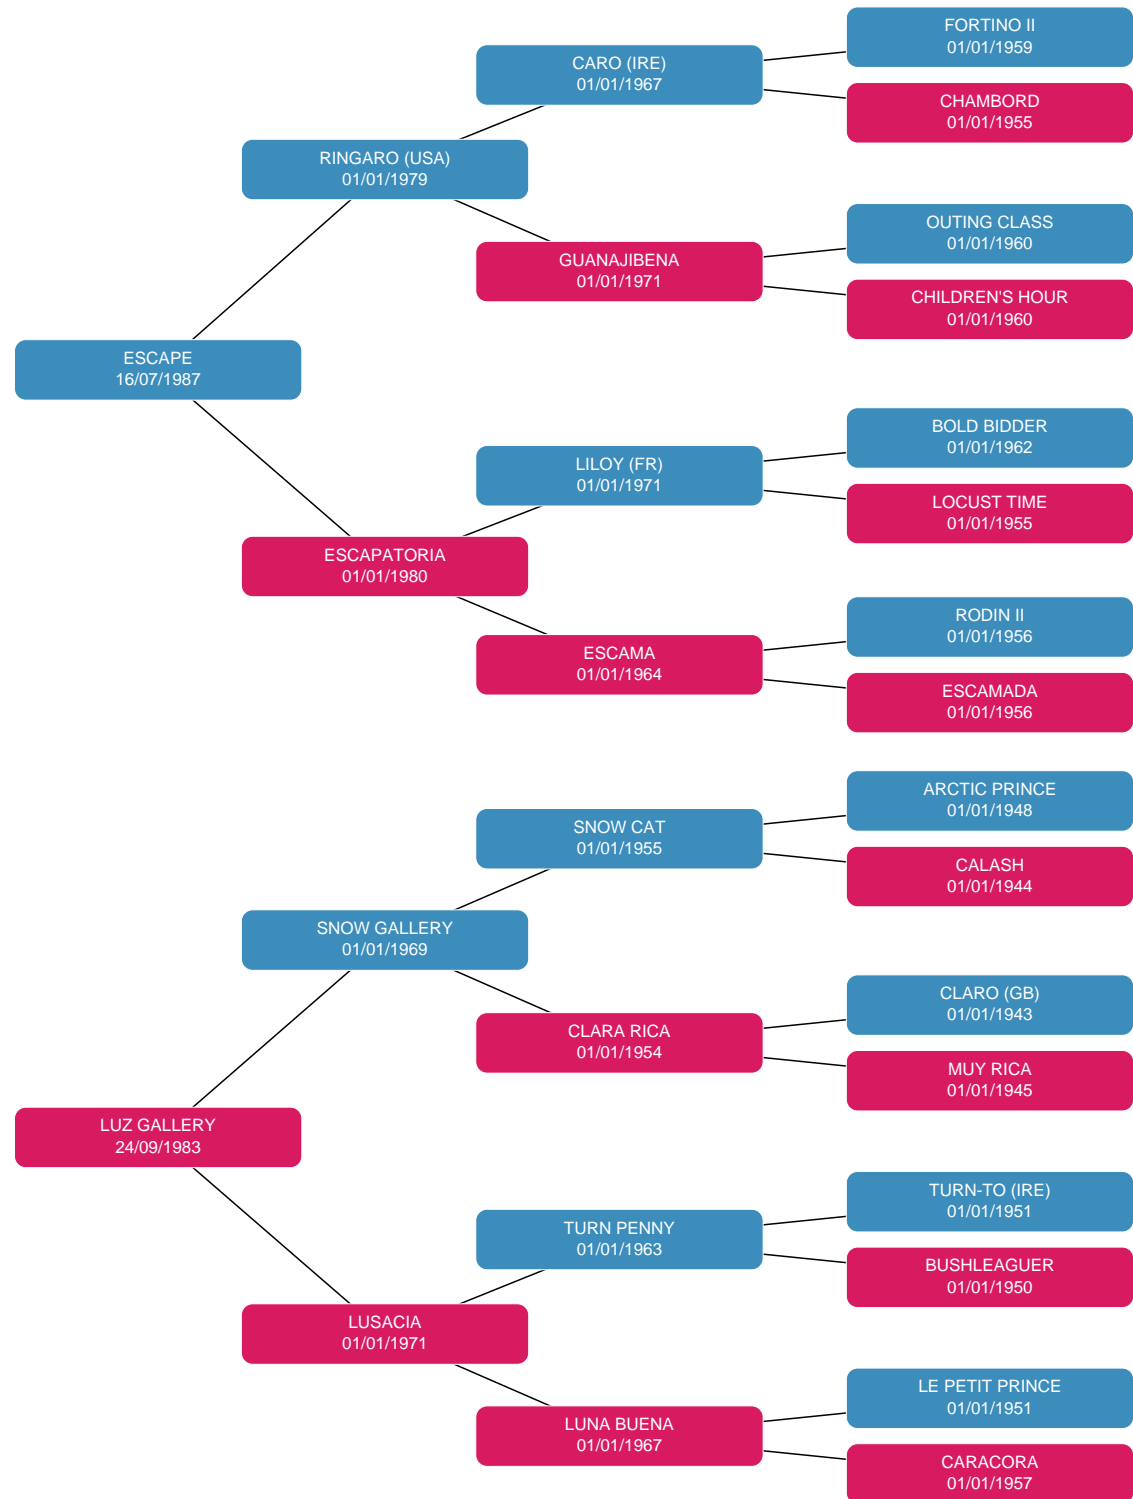 FORTINO II
01/01/1959
CARO (IRE)
01/01/1967
CHAMBORD
01/01/1955
RINGARO (USA)
01/01/1979
OUTING CLASS
01/01/1960
GUANAJIBENA
01/01/1971
CHILDREN'S HOUR
01/01/1960
ESCAPE
16/07/1987
BOLD BIDDER
01/01/1962
LILOY (FR)
01/01/1971
LOCUST TIME
01/01/1955
ESCAPATORIA
01/01/1980
RODIN II
01/01/1956
ESCAMA
01/01/1964
ESCAMADA
01/01/1956
ARCTIC PRINCE
01/01/1948
SNOW CAT
01/01/1955
CALASH
01/01/1944
SNOW GALLERY
01/01/1969
CLARO (GB)
01/01/1943
CLARA RICA
01/01/1954
MUY RICA
01/01/1945
LUZ GALLERY
24/09/1983
TURN-TO (IRE)
01/01/1951
TURN PENNY
01/01/1963
BUSHLEAGUER
01/01/1950
LUSACIA
01/01/1971
LE PETIT PRINCE
01/01/1951
LUNA BUENA
01/01/1967
CARACORA
01/01/1957